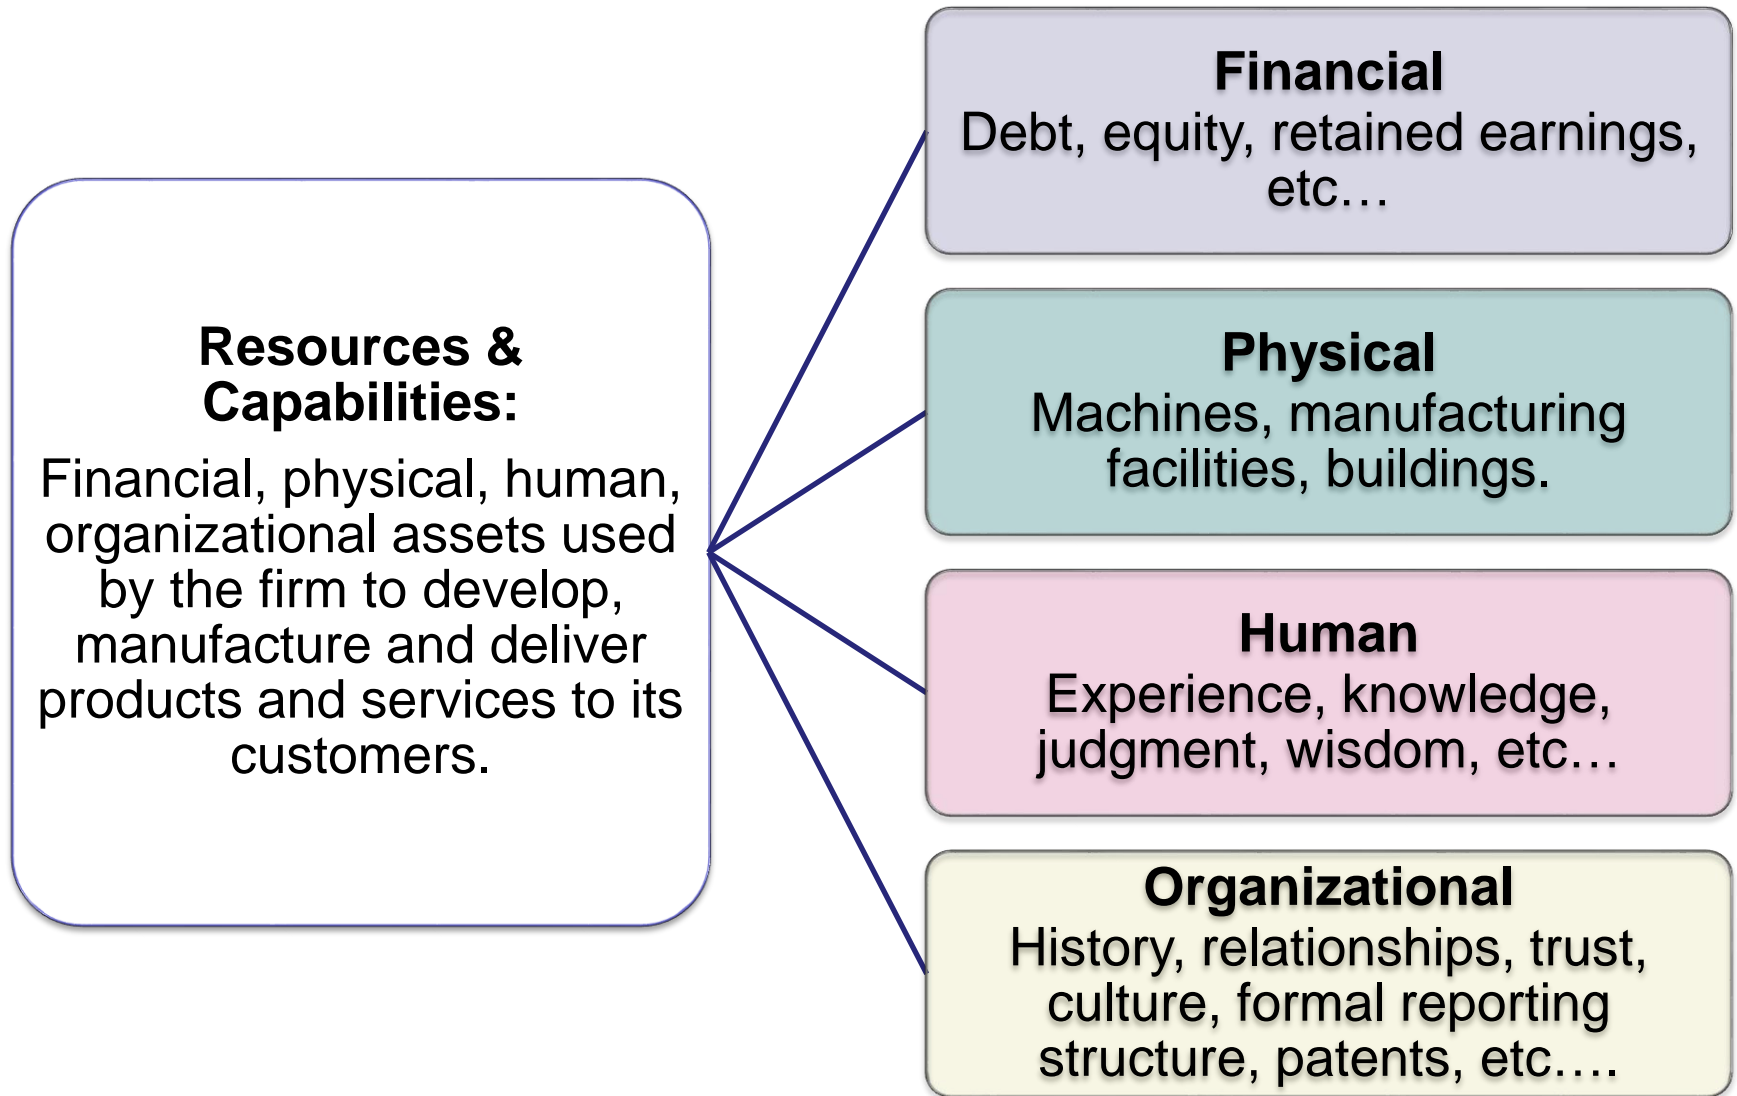 Resources &
Capabilities:
Financial, physical, human,
organizational assets used
by the firm to develop,
manufacture and deliver
products and services to its
customers.
Financial
Debt, equity, retained earnings,
etc…
Physical
Machines, manufacturing
facilities, buildings.
Human
Experience, knowledge,
judgment, wisdom, etc…
Organizational
History, relationships, trust,
culture, formal reporting
structure, patents, etc….